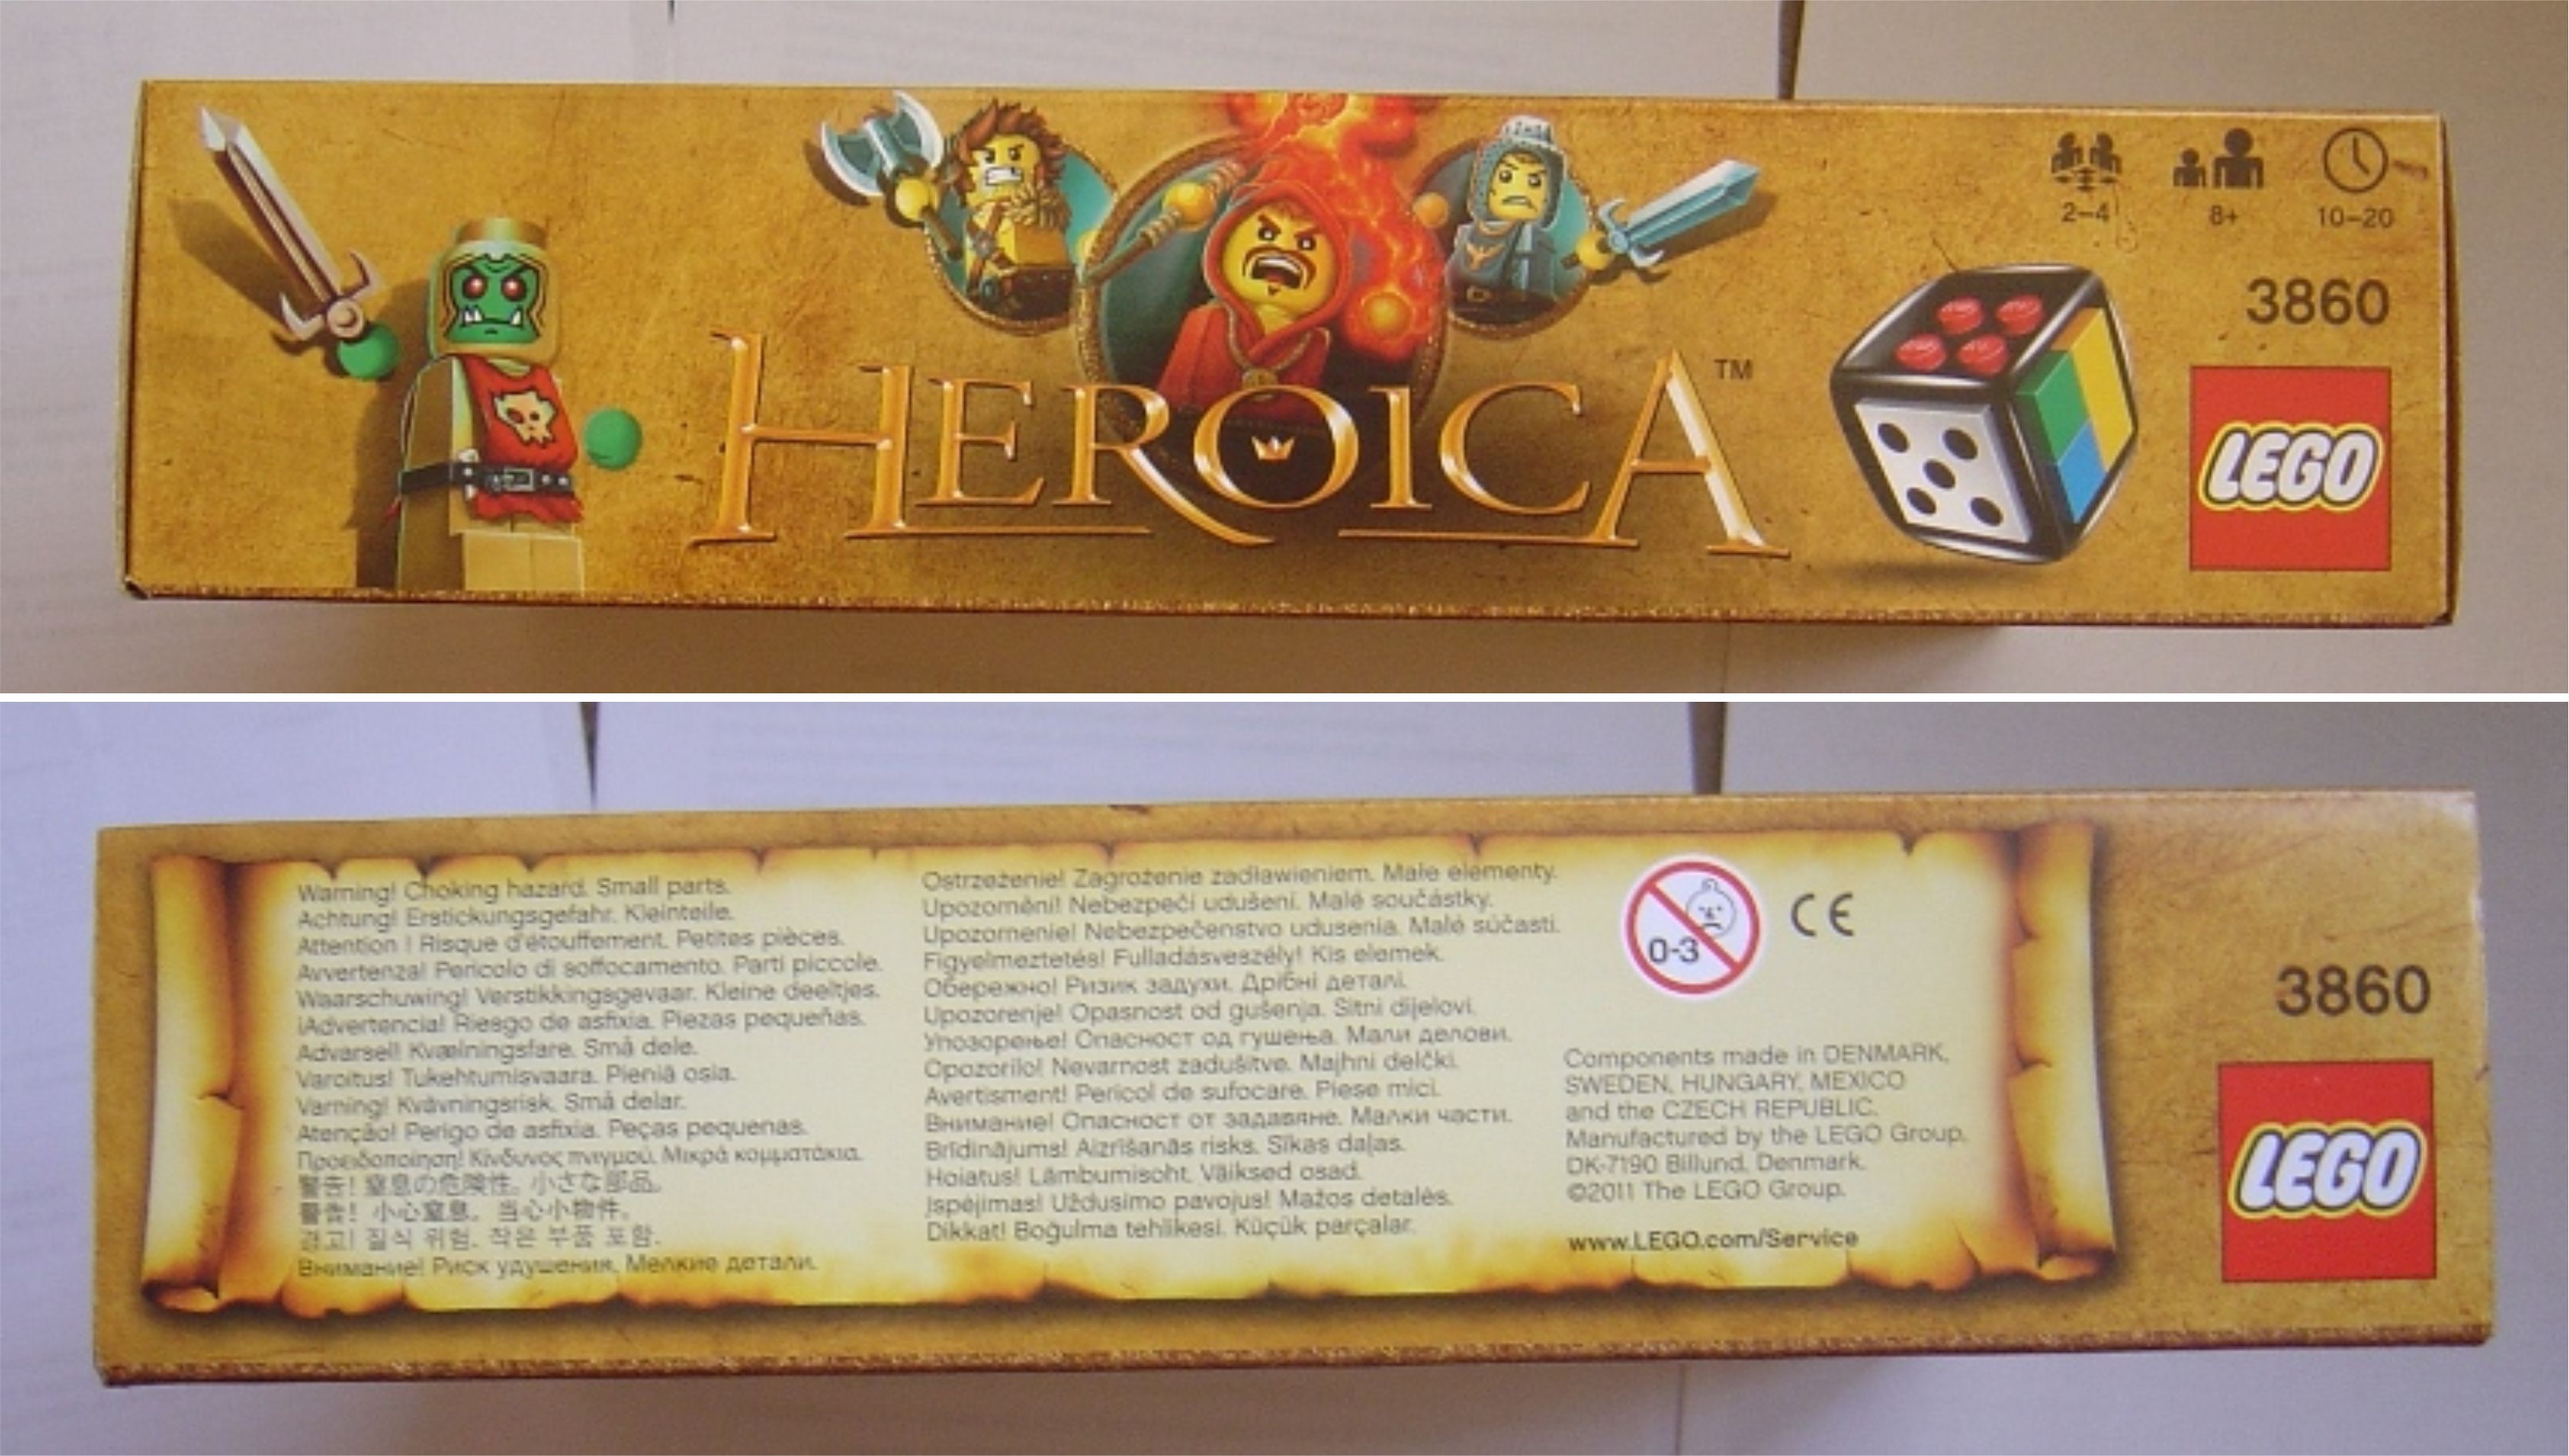 2–4
8+
10–20
3860
HEROICA™
LEGO
Warning! Choking hazard. Small parts.
Achtung! Erstickungsgefahr. Kleinteile.
Attention ! Risque d'étouffement. Petites pièces.
Avvertenza! Pericolo di soffocamento. Parti piccole.
Waarschuwing! Verstikkingsgevaar. Kleine deeltjes.
¡Advertencia! Riesgo de asfixia. Piezas pequeñas.
Advarsel! Kvælningsfare. Små dele.
Varoitus! Tukehtumisvaara. Pieniä osia.
Varning! Kvävningsrisk. Små delar.
Atenção! Perigo de asfixia. Peças pequenas.
Προειδοποίηση! Κίνδυνος πνιγμού. Μικρά κομματάκια.
警告! 窒息の危険性。小さな部品。
警告! 小心窒息。当心小物件。
경고! 질식 위험. 작은 부품 포함.
Внимание! Риск удушения. Мелкие детали.
Ostrzeżenie! Zagrożenie zadławieniem. Małe elementy.
Upozornění! Nebezpečí udušení. Malé součástky.
Upozornenie! Nebezpečenstvo udusenia. Malé súčasti.
Figyelmeztetés! Fulladásveszély! Kis elemek.
Обережно! Ризик задухи. Дрібні деталі.
Upozorenje! Opasnost od gušenja. Sitni dijelovi.
Упозорење! Опасност од гушења. Мали делови.
Opozorilo! Nevarnost zadušitve. Majhni delčki.
Avertisment! Pericol de sufocare. Piese mici.
Внимание! Опасност от задавяне. Малки части.
Brīdinājums! Aizrīšanās risks. Sīkas daļas.
Hoiatus! Lämbumisoht. Väiksed osad.
Įspėjimas! Uždusimo pavojus! Mažos detalės.
Dikkat! Boğulma tehlikesi. Küçük parçalar.
0-3
CE
Components made in DENMARK,
SWEDEN, HUNGARY, MEXICO
and the CZECH REPUBLIC.
Manufactured by the LEGO Group,
DK-7190 Billund, Denmark.
©2011 The LEGO Group.
www.LEGO.com/Service
3860
LEGO